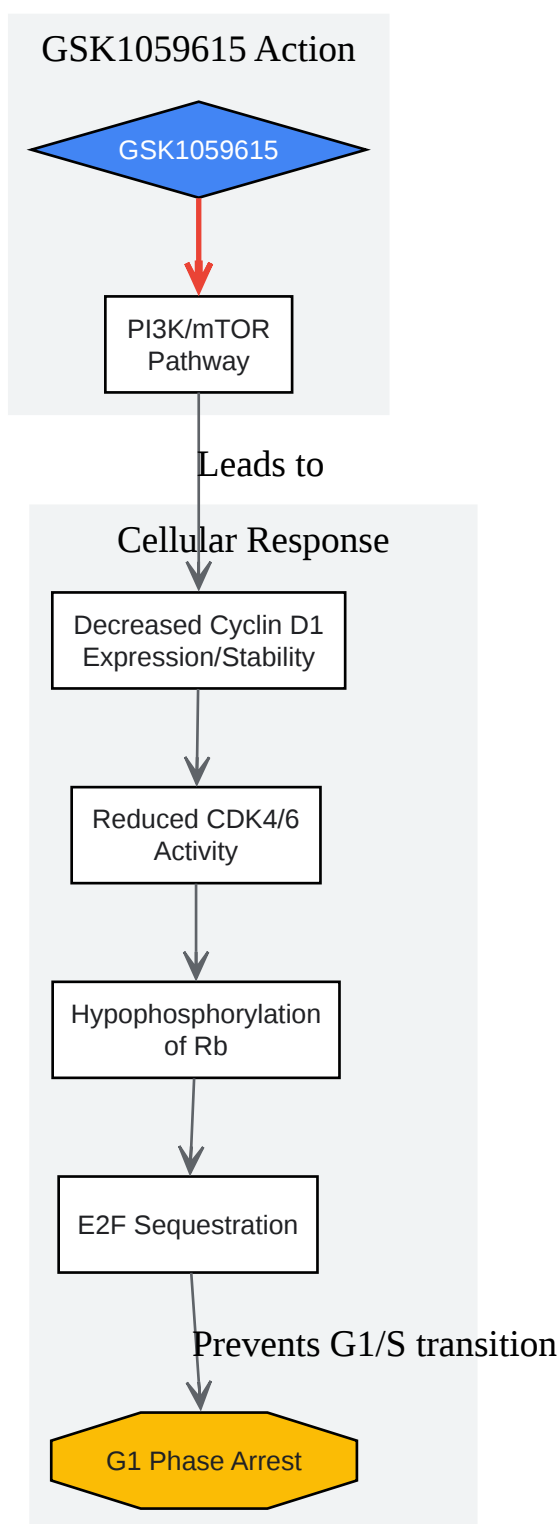 GSK1059615 Action
GSK1059615
PI3K/mTOR
Pathway
Leads to
Cellular Response
Decreased Cyclin D1
Expression/Stability
Reduced CDK4/6
Activity
Hypophosphorylation
of Rb
E2F Sequestration
Prevents G1/S transition
G1 Phase Arrest